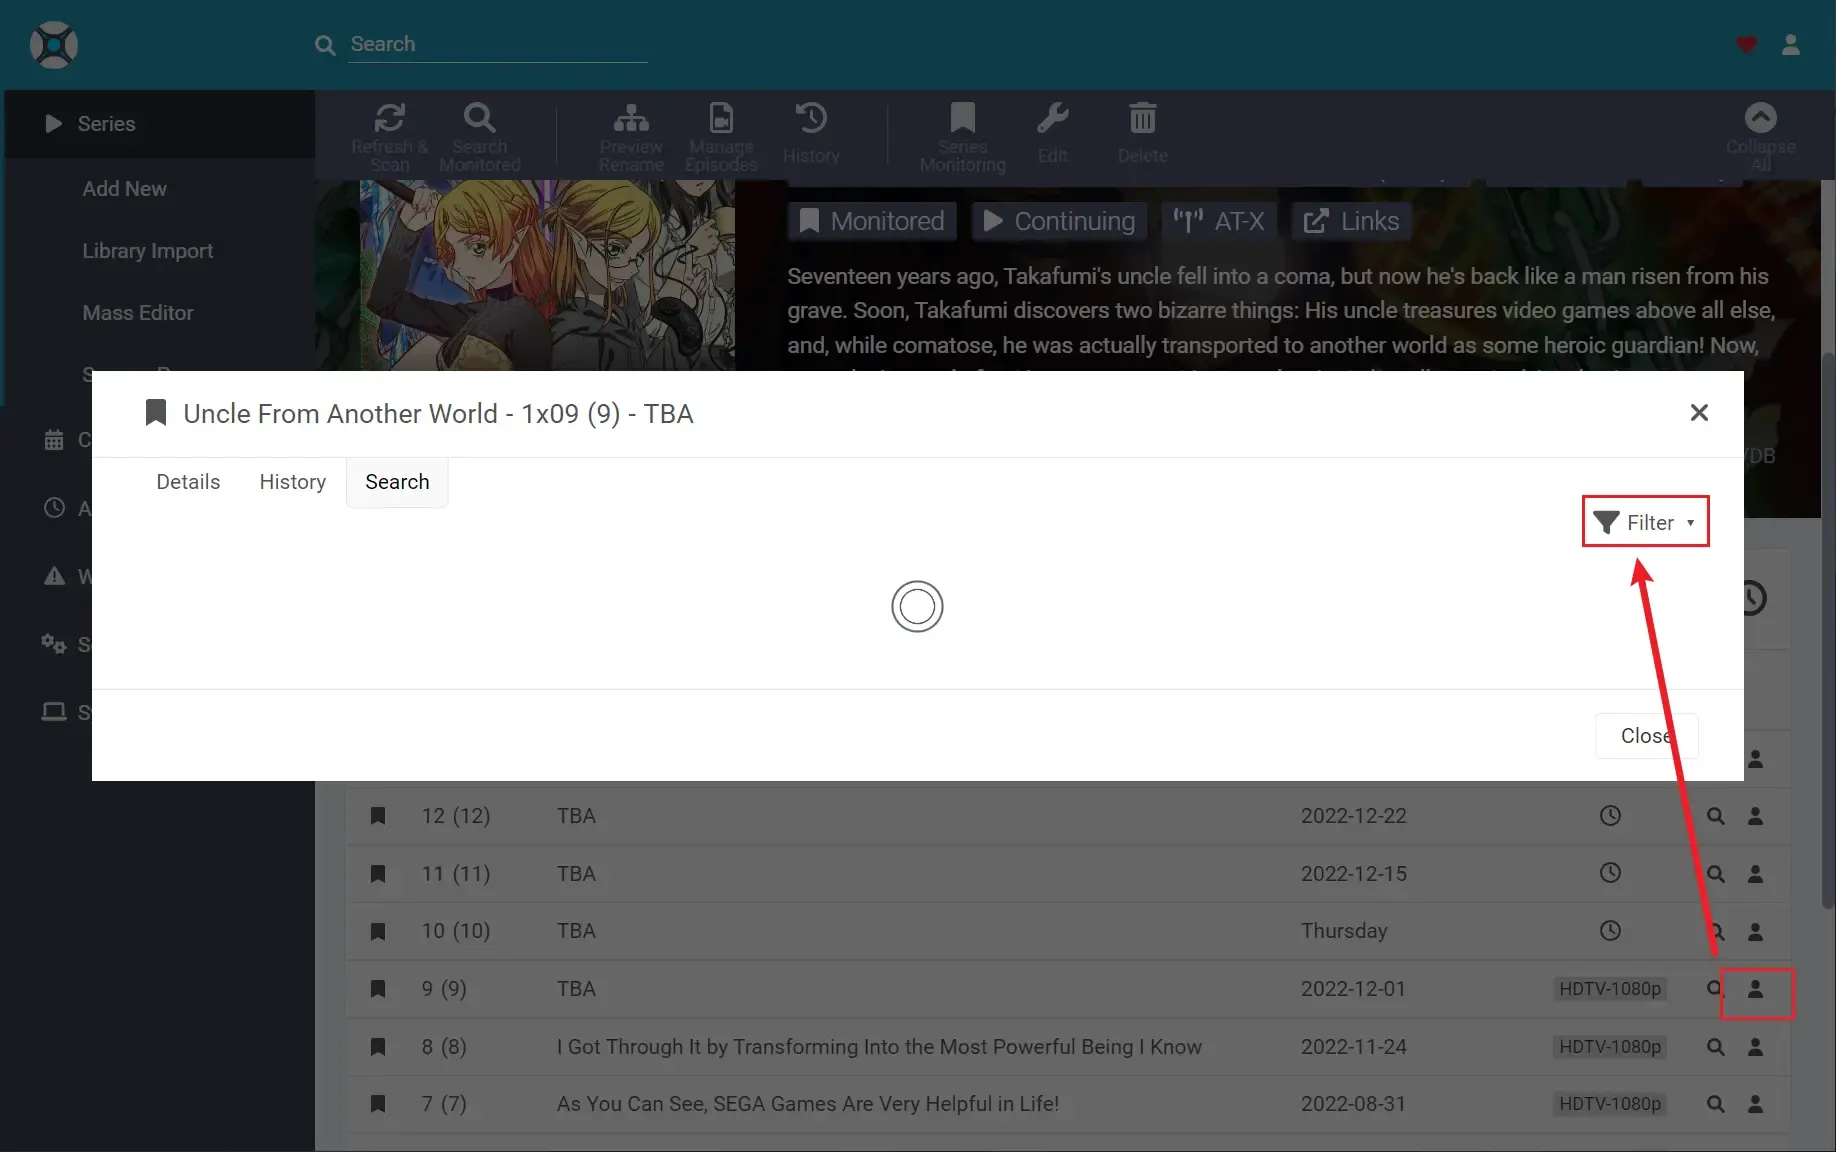 Search
Series
Add New
Library Import
Mass Editor
Refresh & Scan
Search Monitored
Preview Rename
Manage Episodes
History
Series Monitoring
Edit
Delete
Collapse All
Monitored
Continuing
AT-X
Links
Seventeen years ago, Takafumi's uncle fell into a coma, but now he's back like a man risen from his
grave. Soon, Takafumi discovers two bizarre things: His uncle treasures video games above all else,
and, while comatose, he was actually transported to another world as some heroic guardian! Now,
Uncle From Another World - 1x09 (9) - TBA
Details History Search
Filter
Close
12 (12) TBA 2022-12-22
11 (11) TBA 2022-12-15
10 (10) TBA Thursday
9 (9) TBA 2022-12-01 HDTV-1080p
8 (8) I Got Through It by Transforming Into the Most Powerful Being I Know 2022-11-24 HDTV-1080p
7 (7) As You Can See, SEGA Games Are Very Helpful in Life! 2022-08-31 HDTV-1080p